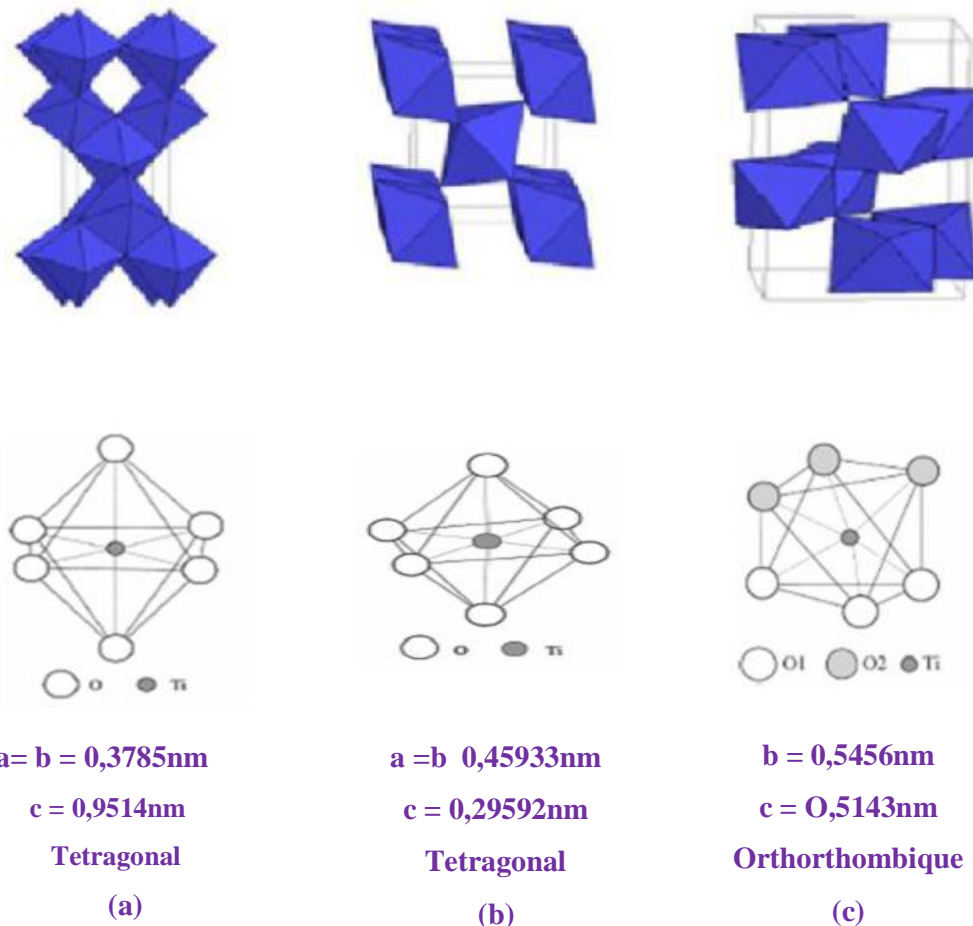 O Ti
O Ti
O1 O2 Ti
a= b = 0,3785nm
c = 0,9514nm
Tetragonal
(a)
a =b 0,45933nm
c = 0,29592nm
Tetragonal
(b)
b = 0,5456nm
c = O,5143nm
Orthorthombique
(c)